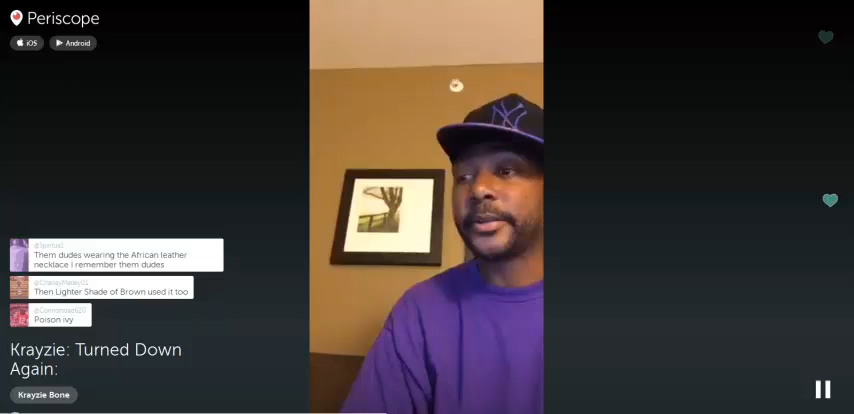 Periscope
iOS
Android
NY
Them dudes wearing the African leather
necklace i remember them dudes
Then Lighter Shade of Brown used it too
Poison ivy
Krayzie: Turned Down
Again:
Krayzie Bone